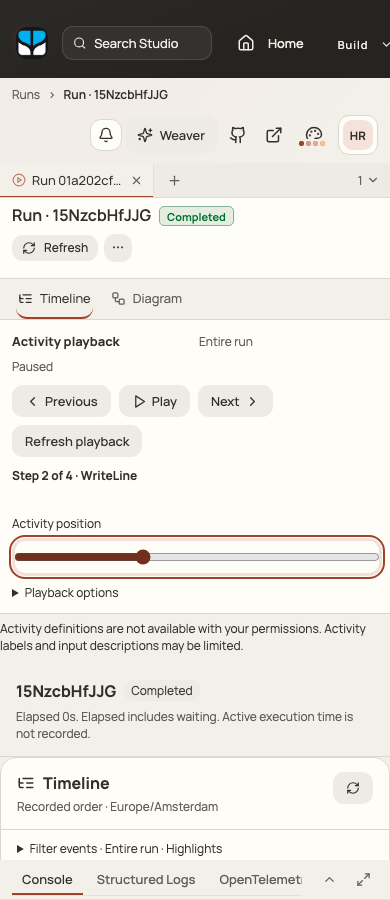 Search Studio
Home
Build
Runs > Run · 15NzcbHfJJG
Weaver
HR
Run 01a202cf...
1
Run · 15NzcbHfJJG Completed
Refresh
Timeline Diagram
Activity playback Entire run
Paused
Previous Play Next
Refresh playback
Step 2 of 4 · WriteLine
Activity position
Playback options
Activity definitions are not available with your permissions. Activity
labels and input descriptions may be limited.
15NzcbHfJJG Completed
Elapsed 0s. Elapsed includes waiting. Active execution time is
not recorded.
Timeline
Recorded order · Europe/Amsterdam
Filter events · Entire run · Highlights
Console Structured Logs OpenTelemet